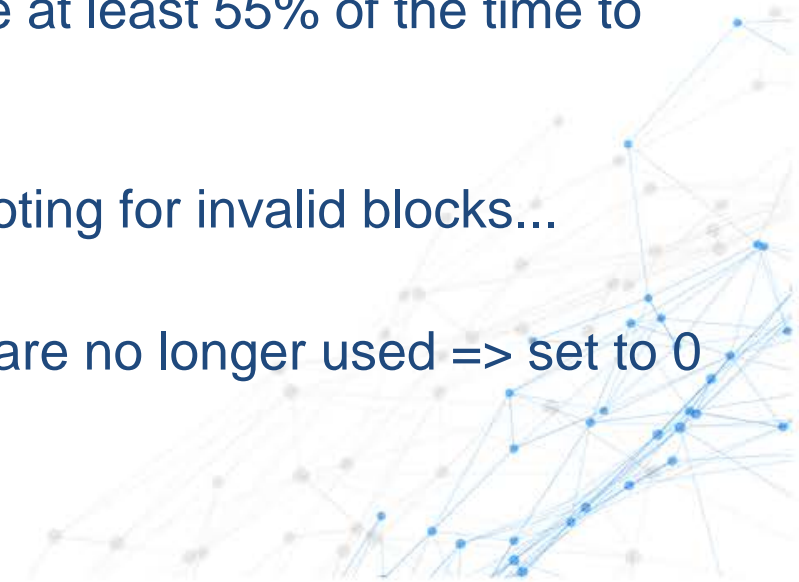 e at least 55% of the time to
oting for invalid blocks...
are no longer used => set to 0